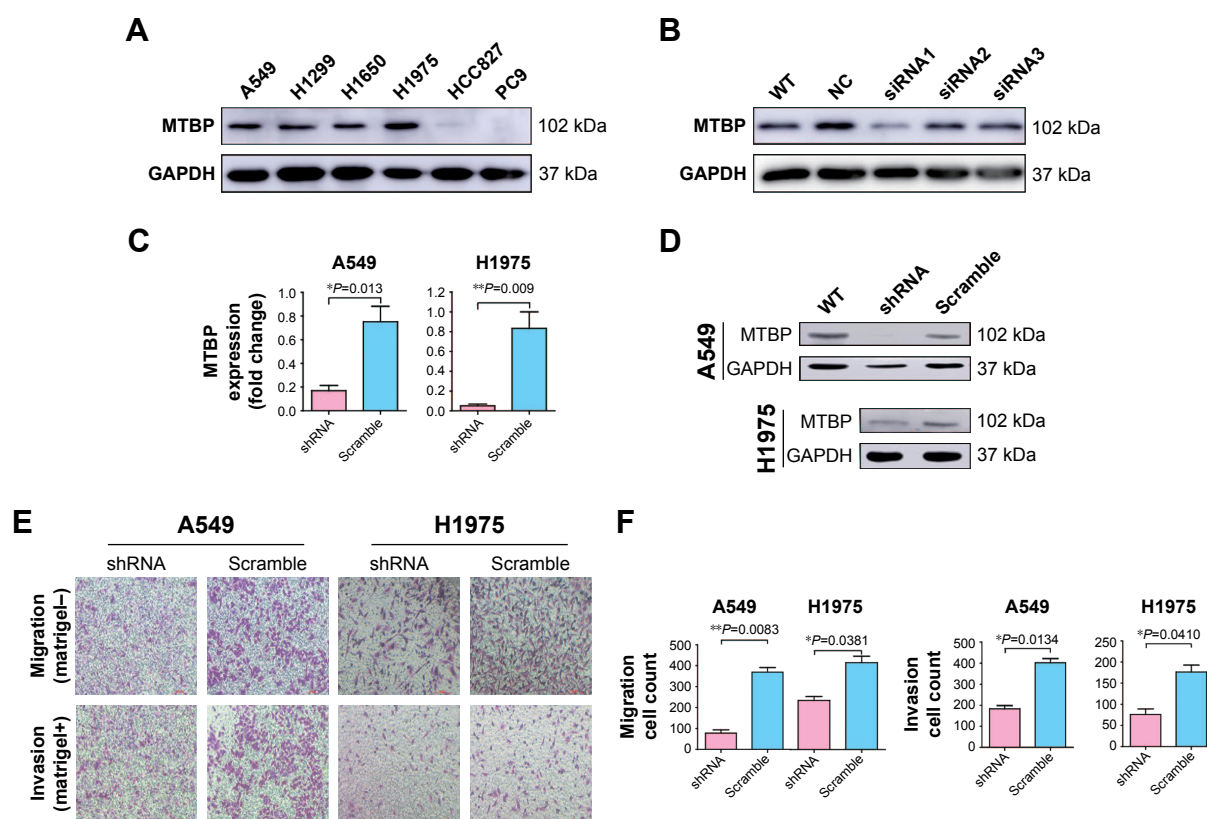 A
A549 H1299 H1650 H1975 HCC827 PC9
MTBP 102 kDa
GAPDH 37 kDa
B
WT NC siRNA1 siRNA2 siRNA3
MTBP 102 kDa
GAPDH 37 kDa
C
MTBP
expression
(fold change)
A549
*P=0.013
1.0
0.8
0.6
0.4
0.2
0.0
shRNA Scramble
H1975
**P=0.009
1.2
1.0
0.8
0.6
0.4
0.2
0.0
shRNA Scramble
D
WT shRNA Scramble
A549
MTBP 102 kDa
GAPDH 37 kDa
H1975
MTBP 102 kDa
GAPDH 37 kDa
E
A549 H1975
shRNA Scramble shRNA Scramble
Migration
(matrigel–)
Invasion
(matrigel+)
F
Migration
cell count
A549 H1975
**P=0.0083 *P=0.0381
500
400
300
200
100
0
shRNA Scramble shRNA Scramble
Invasion
cell count
A549
*P=0.0134
500
400
300
200
100
0
shRNA Scramble
H1975
*P=0.0410
250
200
150
100
50
0
shRNA Scramble